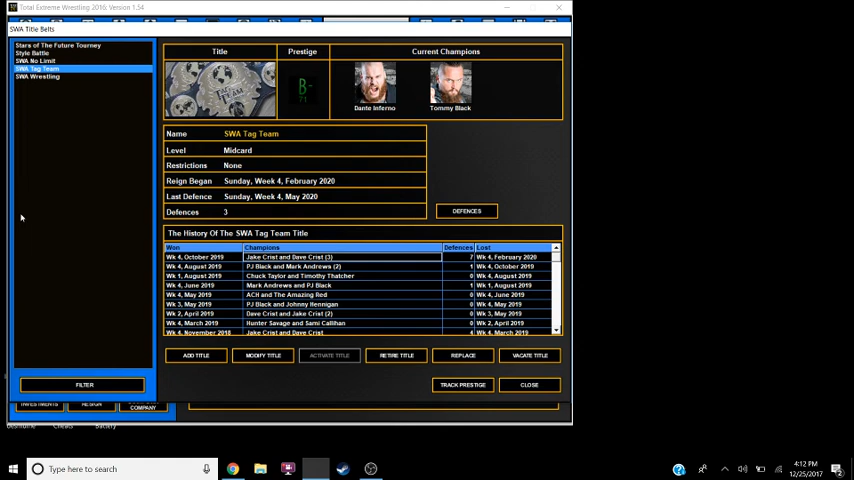 Total Extreme Wrestling 2016: Version 1.54
SWA Title Belts
Stars of The Future Tourney
Style Battle
SWA No Limit
SWA Tag Team
SWA Wrestling
Title
Prestige
Current Champions
TAG TEAM
B-
71
Dante Inferno
Tommy Black
Name SWA Tag Team
Level Midcard
Restrictions None
Reign Began Sunday, Week 4, February 2020
Last Defence Sunday, Week 4, May 2020
Defences 3
DEFENCES
The History Of The SWA Tag Team Title
Won Champions Defences Lost
Wk 4, October 2019 Jake Crist and Dave Crist (3) 7 Wk 4, February 2020
Wk 4, August 2019 PJ Black and Mark Andrews (2) 1 Wk 4, October 2019
Wk 1, August 2019 Chuck Taylor and Timothy Thatcher 0 Wk 4, August 2019
Wk 4, June 2019 Mark Andrews and PJ Black 1 Wk 1, August 2019
Wk 4, May 2019 ACH and The Amazing Red 0 Wk 4, June 2019
Wk 3, May 2019 PJ Black and Johnny Hennigan 0 Wk 4, May 2019
Wk 2, April 2019 Dave Crist and Jake Crist (2) 0 Wk 3, May 2019
Wk 4, March 2019 Hunter Savage and Sami Callihan 0 Wk 2, April 2019
Wk 4, November 2018 Jake Crist and Dave Crist 4 Wk 4, March 2019
ADD TITLE
MODIFY TITLE
ACTIVATE TITLE
RETIRE TITLE
REPLACE
VACATE TITLE
FILTER
TRACK PRESTIGE
CLOSE
INVESTMENTS
RESIGN
COMPANY
Cheats
Battery
Type here to search
4:12 PM
12/25/2017
2